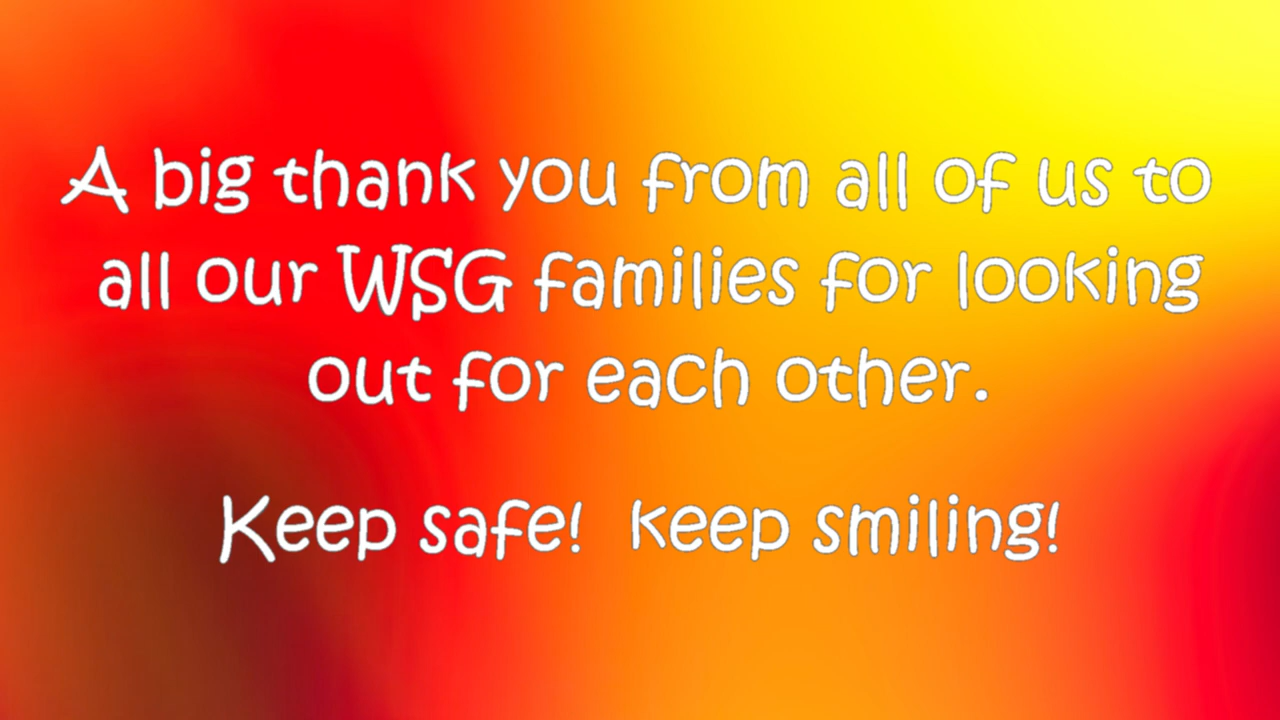 A big thank you from all of us to
all our WSG families for looking
out for each other.
Keep safe! keep smiling!